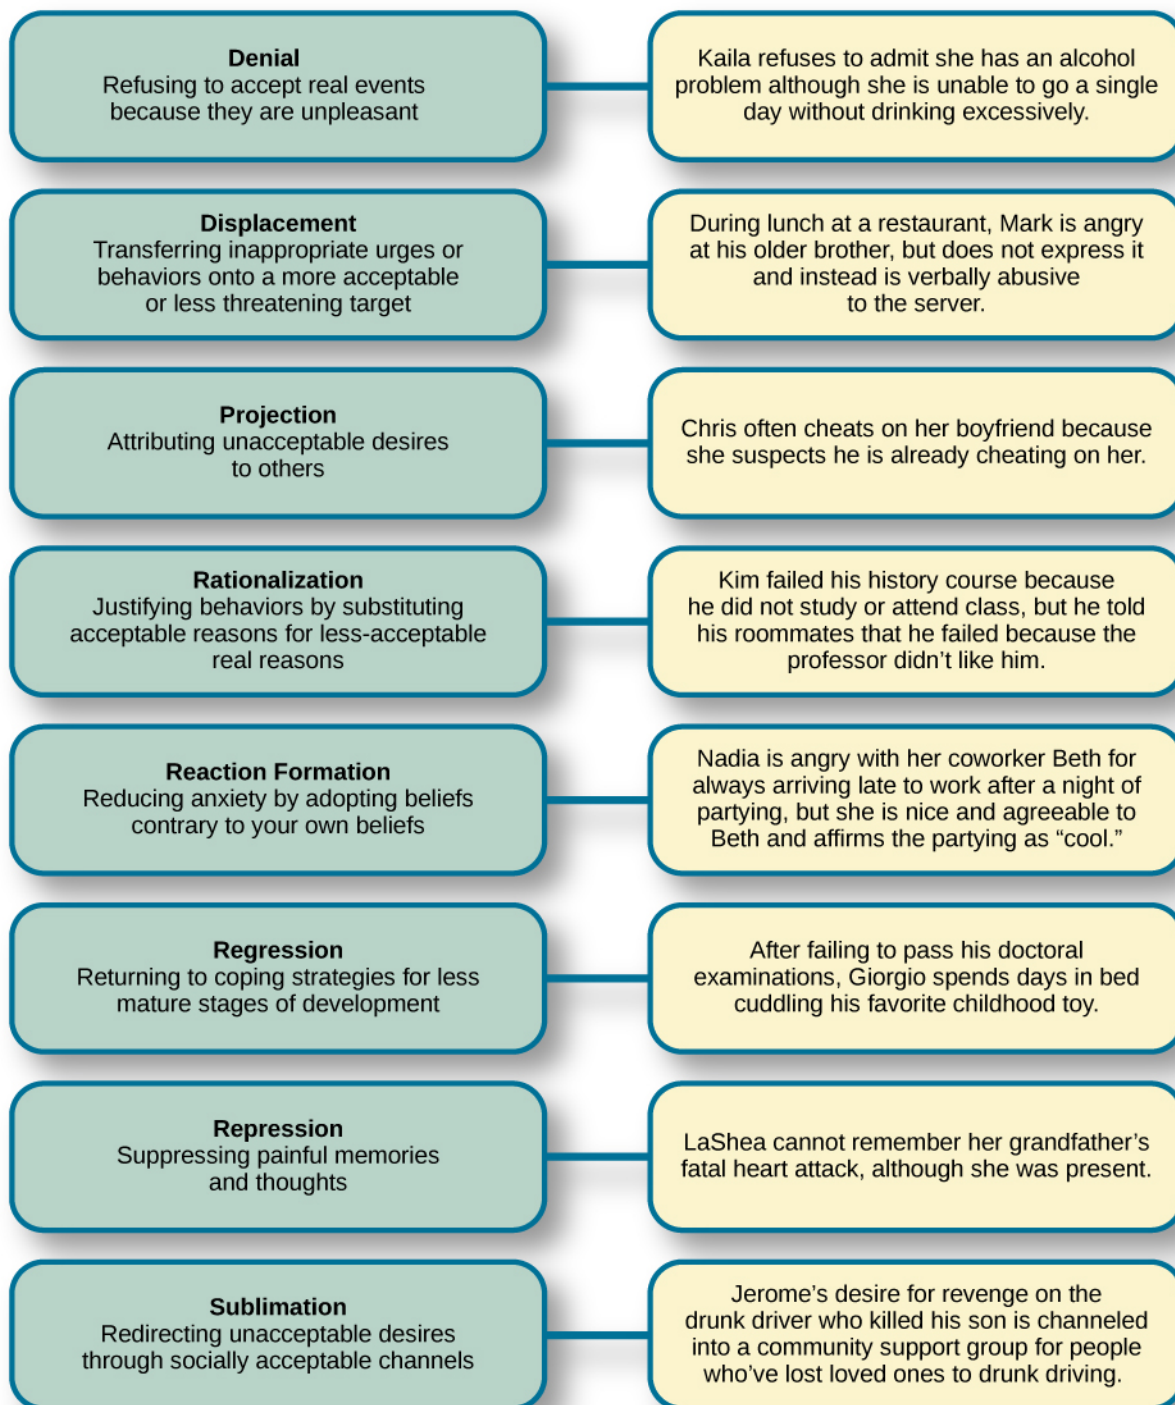 Denial
Refusing to accept real events
because they are unpleasant
Kaila refuses to admit she has an alcohol
problem although she is unable to go a single
day without drinking excessively.
Displacement
Transferring inappropriate urges or
behaviors onto a more acceptable
or less threatening target
During lunch at a restaurant, Mark is angry
at his older brother, but does not express it
and instead is verbally abusive
to the server.
Projection
Attributing unacceptable desires
to others
Chris often cheats on her boyfriend because
she suspects he is already cheating on her.
Rationalization
Justifying behaviors by substituting
acceptable reasons for less-acceptable
real reasons
Kim failed his history course because
he did not study or attend class, but he told
his roommates that he failed because the
professor didn’t like him.
Reaction Formation
Reducing anxiety by adopting beliefs
contrary to your own beliefs
Nadia is angry with her coworker Beth for
always arriving late to work after a night of
partying, but she is nice and agreeable to
Beth and affirms the partying as “cool.”
Regression
Returning to coping strategies for less
mature stages of development
After failing to pass his doctoral
examinations, Giorgio spends days in bed
cuddling his favorite childhood toy.
Repression
Suppressing painful memories
and thoughts
LaShea cannot remember her grandfather’s
fatal heart attack, although she was present.
Sublimation
Redirecting unacceptable desires
through socially acceptable channels
Jerome’s desire for revenge on the
drunk driver who killed his son is channeled
into a community support group for people
who’ve lost loved ones to drunk driving.